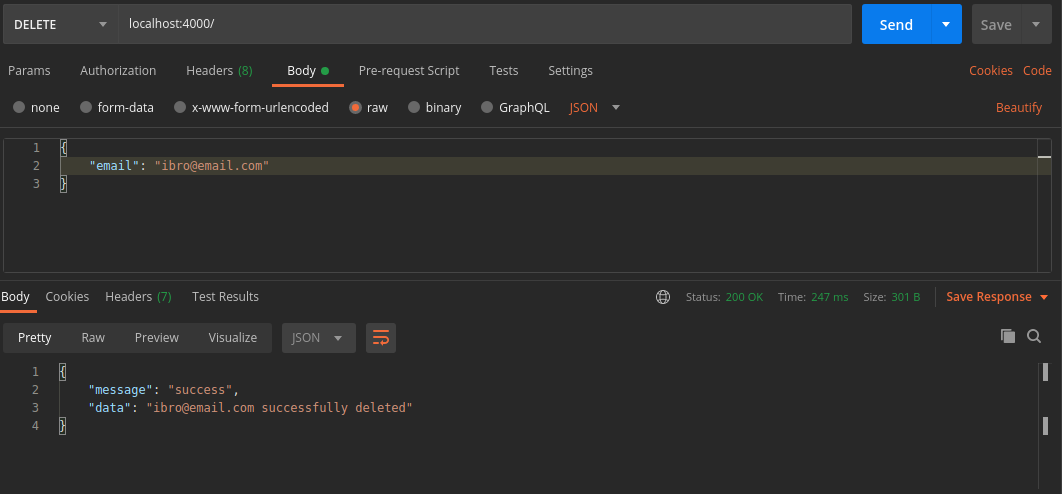 DELETE localhost:4000/ Send Save
Params Authorization Headers (8) Body Pre-request Script Tests Settings Cookies Code
none form-data x-www-form-urlencoded raw binary GraphQL JSON Beautify
1 {
2 "email": "ibro@email.com"
3 }
Body Cookies Headers (7) Test Results Status: 200 OK Time: 247 ms Size: 301 B Save Response
Pretty Raw Preview Visualize JSON
1 {
2 "message": "success",
3 "data": "ibro@email.com successfully deleted"
4 }